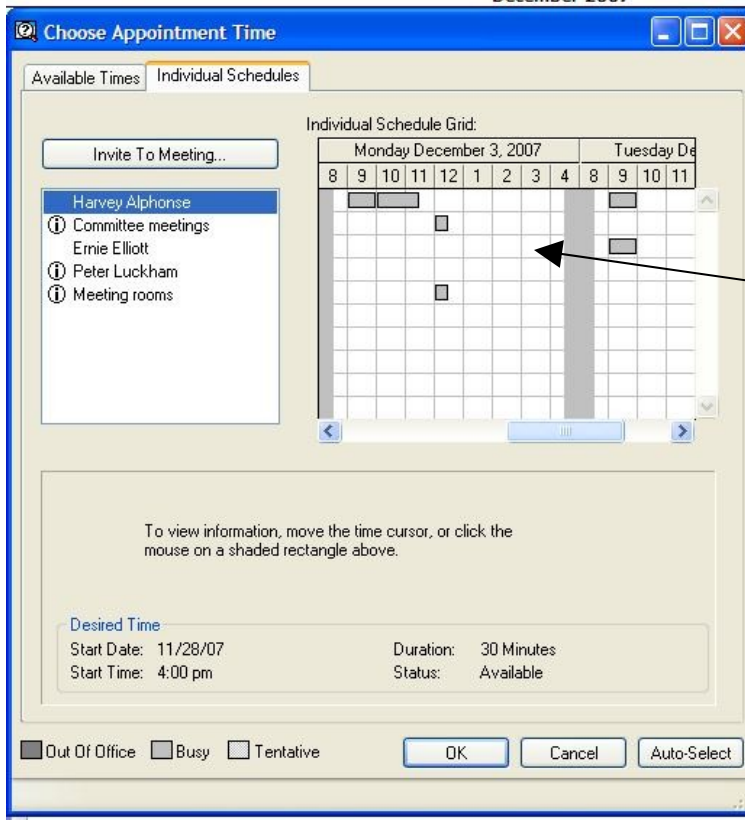 Choose Appointment Time
Available Times Individual Schedules
Individual Schedule Grid:
Invite To Meeting...
Monday December 3, 2007 Tuesday De
8 9 10 11 12 1 2 3 4 8 9 10 11
Harvey Alphonse
Committee meetings
Ernie Elliott
Peter Luckham
Meeting rooms
To view information, move the time cursor, or click the
mouse on a shaded rectangle above.
Desired Time
Start Date: 11/28/07 Duration: 30 Minutes
Start Time: 4:00 pm Status: Available
Out Of Office Busy Tentative OK Cancel Auto-Select